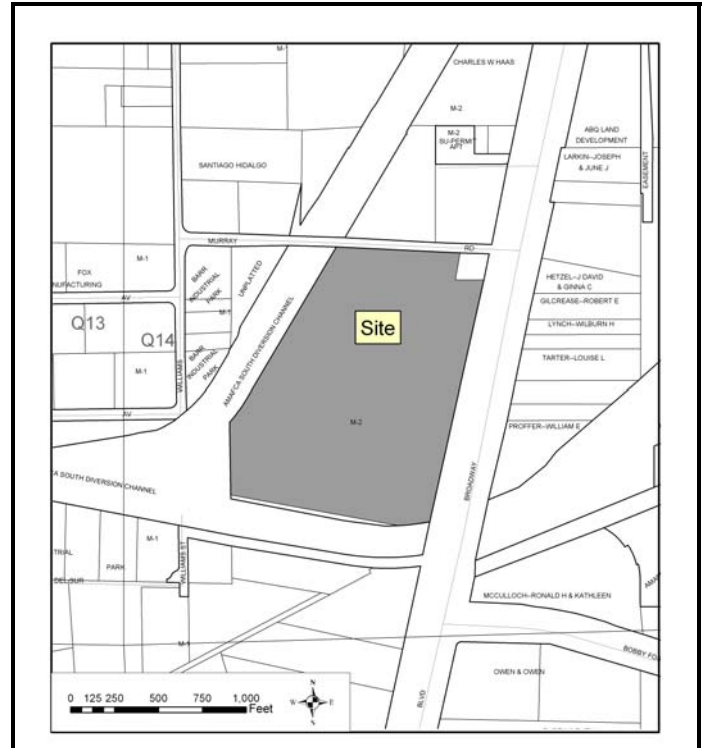 M-1
CHARLES W HAAS
M-2
M-2
SU-PERMIT
APT
ABQ LAND
DEVELOPMENT
LARKIN--JOSEPH
& JUNE J
EASEMENT
SANTIAGO HIDALGO
MURRAY
RD
M-1
FOX
NUFACTURING
AV
BARR
INDUSTRIAL
PARK
UNPLATTED
M-1
HETZEL--J DAVID
& GINNA C
GILCREASE--ROBERT E
LYNCH--WILBURN H
TARTER--LOUISE L
PROFFER--WILLIAM E
Q13
Q14
Site
AMAFCA SOUTH DIVERSION CHANNEL
BARR
INDUSTRIAL
PARK
WILLIAMS
M-1
AV
M-2
BROADWAY
CA SOUTH DIVERSION CHANNEL
M-1
TRIAL
PARK
DEL SUR
WILLIAMS ST
MCCULLOCH--RONALD H & KATHLEEN
M-1
OWEN & OWEN
BLVD
0 125 250 500 750 1,000
Feet
N
W E
S